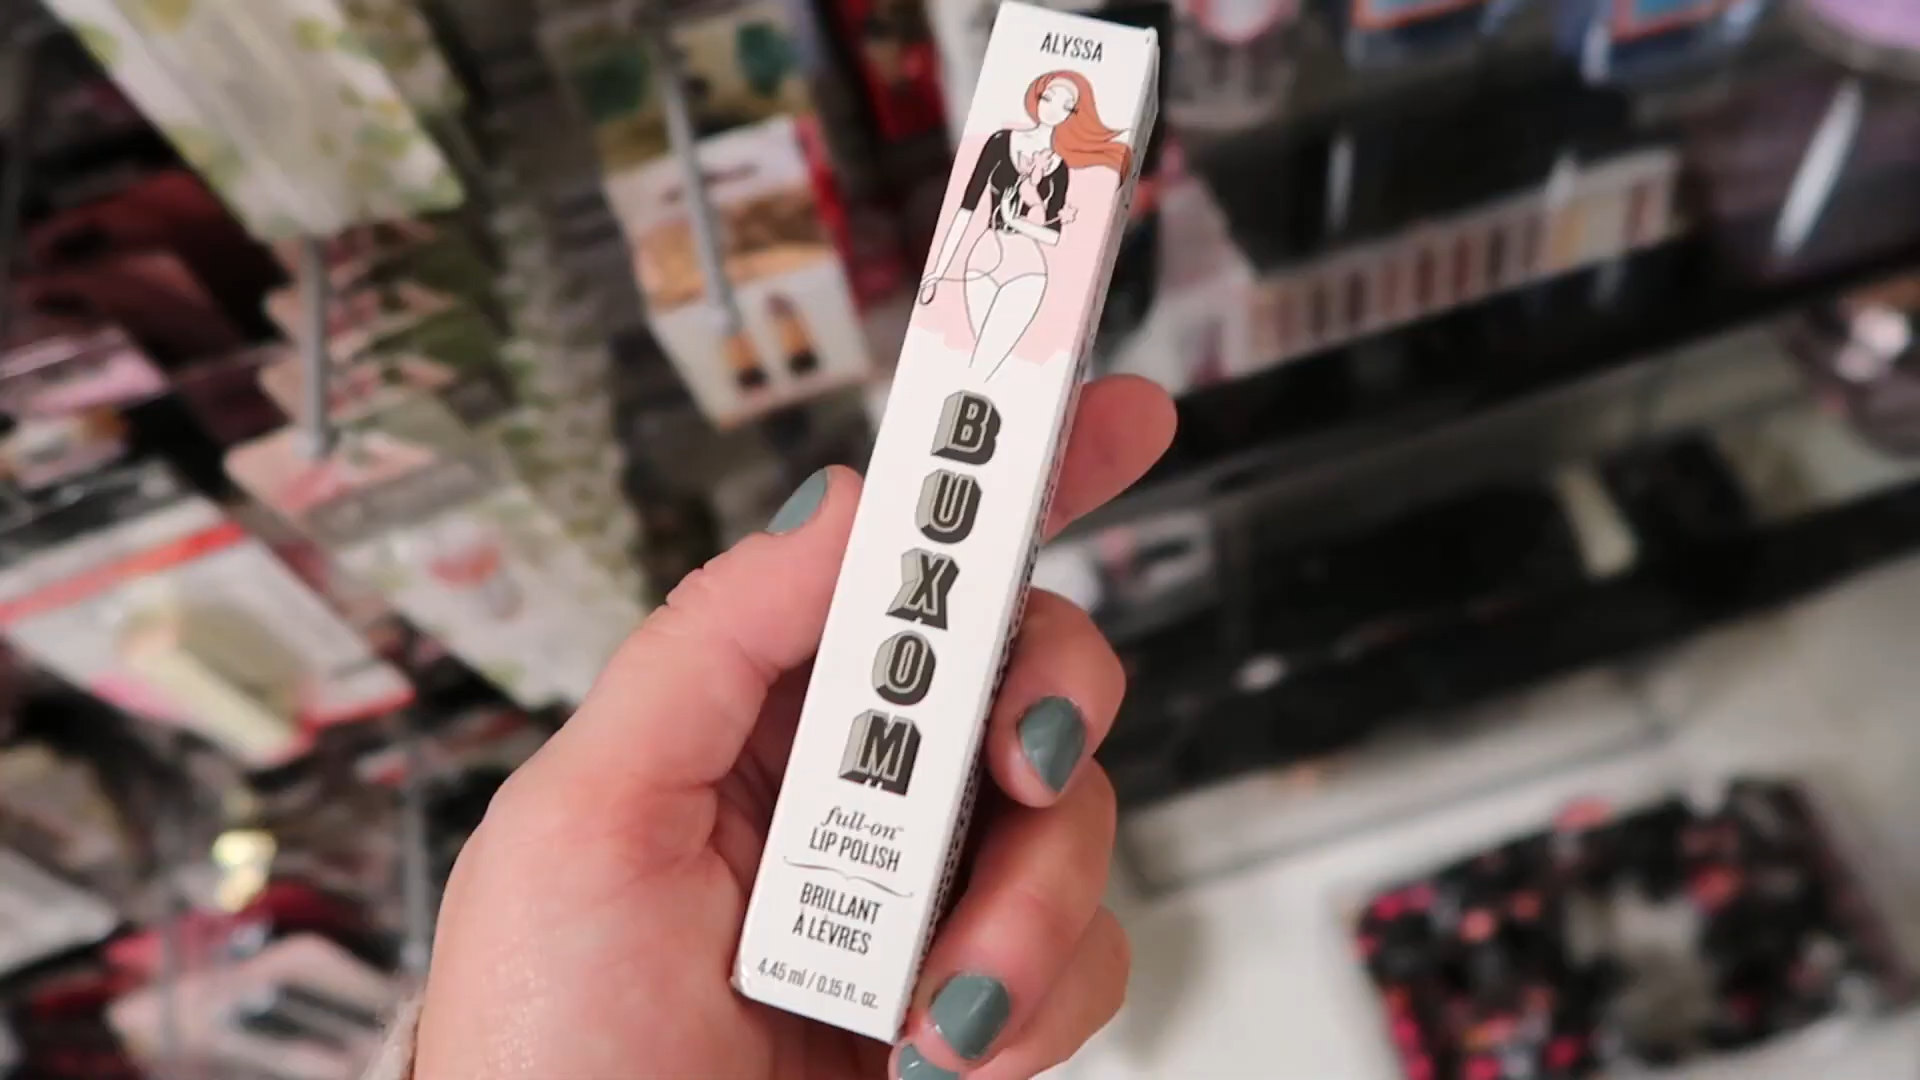 ALYSSA
BUXOM
full-on™
LIP POLISH
BRILLANT
À LÈVRES
4.45 ml / 0.15 fl. oz.